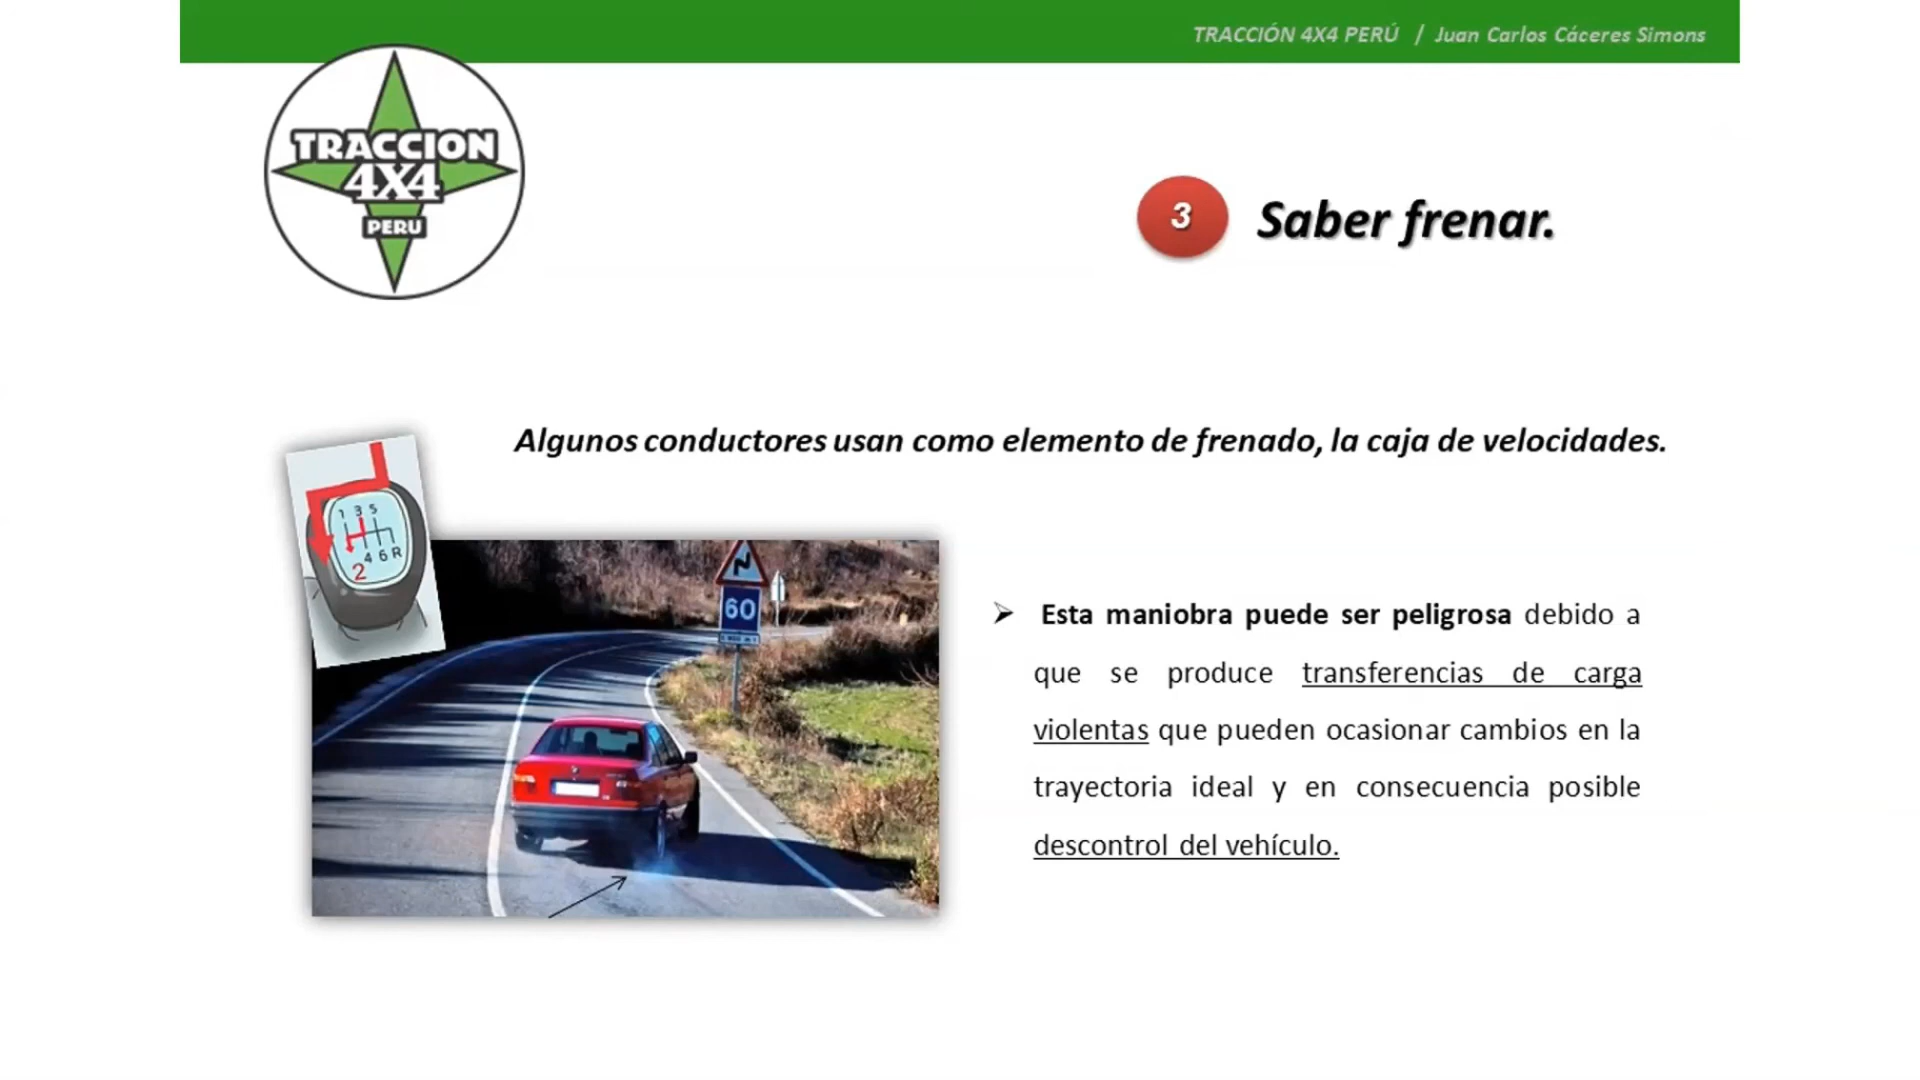 TRACCIÓN 4X4 PERÚ / Juan Carlos Cáceres Simons
TRACCION
4X4
PERU
3 Saber frenar.
Algunos conductores usan como elemento de frenado, la caja de velocidades.
1 3 5
4 6 R
2
60
➢ Esta maniobra puede ser peligrosa debido a
que se produce transferencias de carga
violentas que pueden ocasionar cambios en la
trayectoria ideal y en consecuencia posible
descontrol del vehículo.